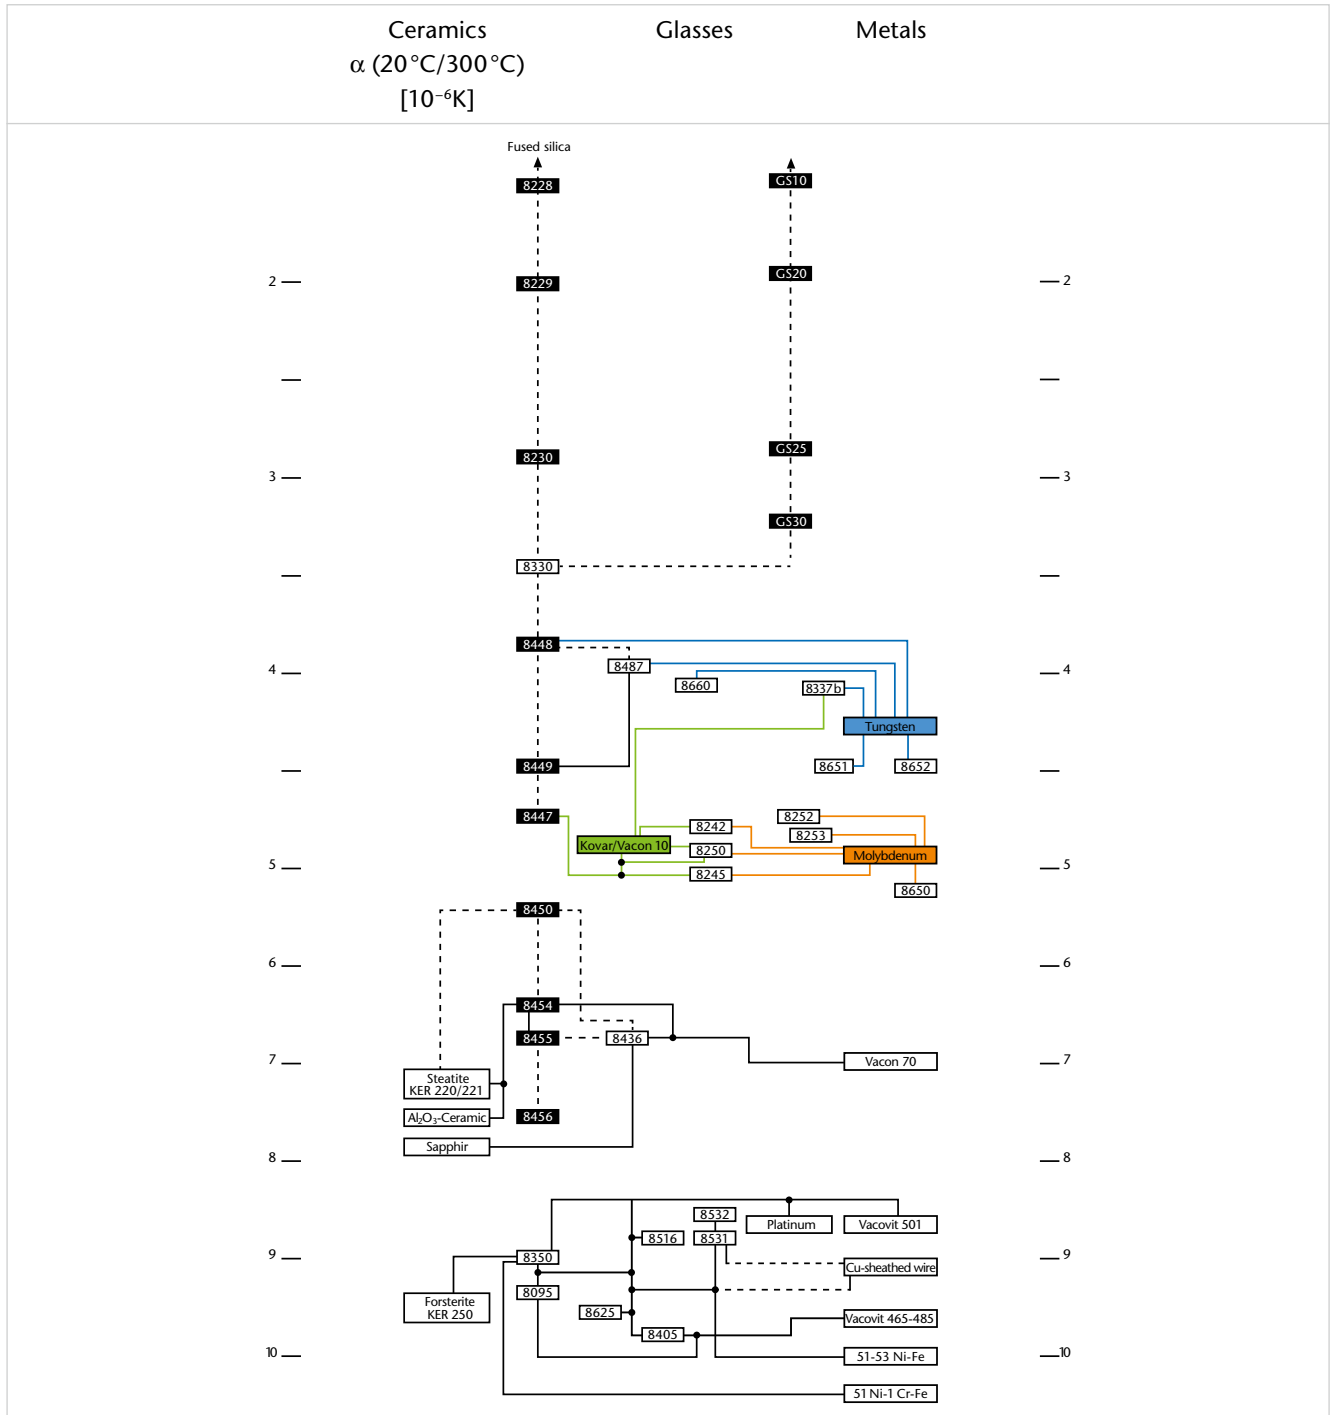 Ceramics Glasses Metals
α (20 °C/300 °C)
[10⁻⁶K]
Fused silica
8228 GS10
2 8229 GS20 2
8230 GS25
3 3
GS30
8330
8448
4 8487 4
8660 8337b
Tungsten
8449 8651 8652
8447 8252
8242
8253
Kovar/Vacon 10 8250 Molybdenum
5 8245 5
8650
8450
6 6
8454
8455 8436
7 Vacon 70 7
Steatite
KER 220/221
Al₂O₃-Ceramic 8456
Sapphir
8 8
8532 Platinum Vacovit 501
8516 8531
9 8350 9
Cu-sheathed wire
8095
Forsterite
KER 250
8625 Vacovit 465-485
8405
10 51-53 Ni-Fe 10
51 Ni-1 Cr-Fe